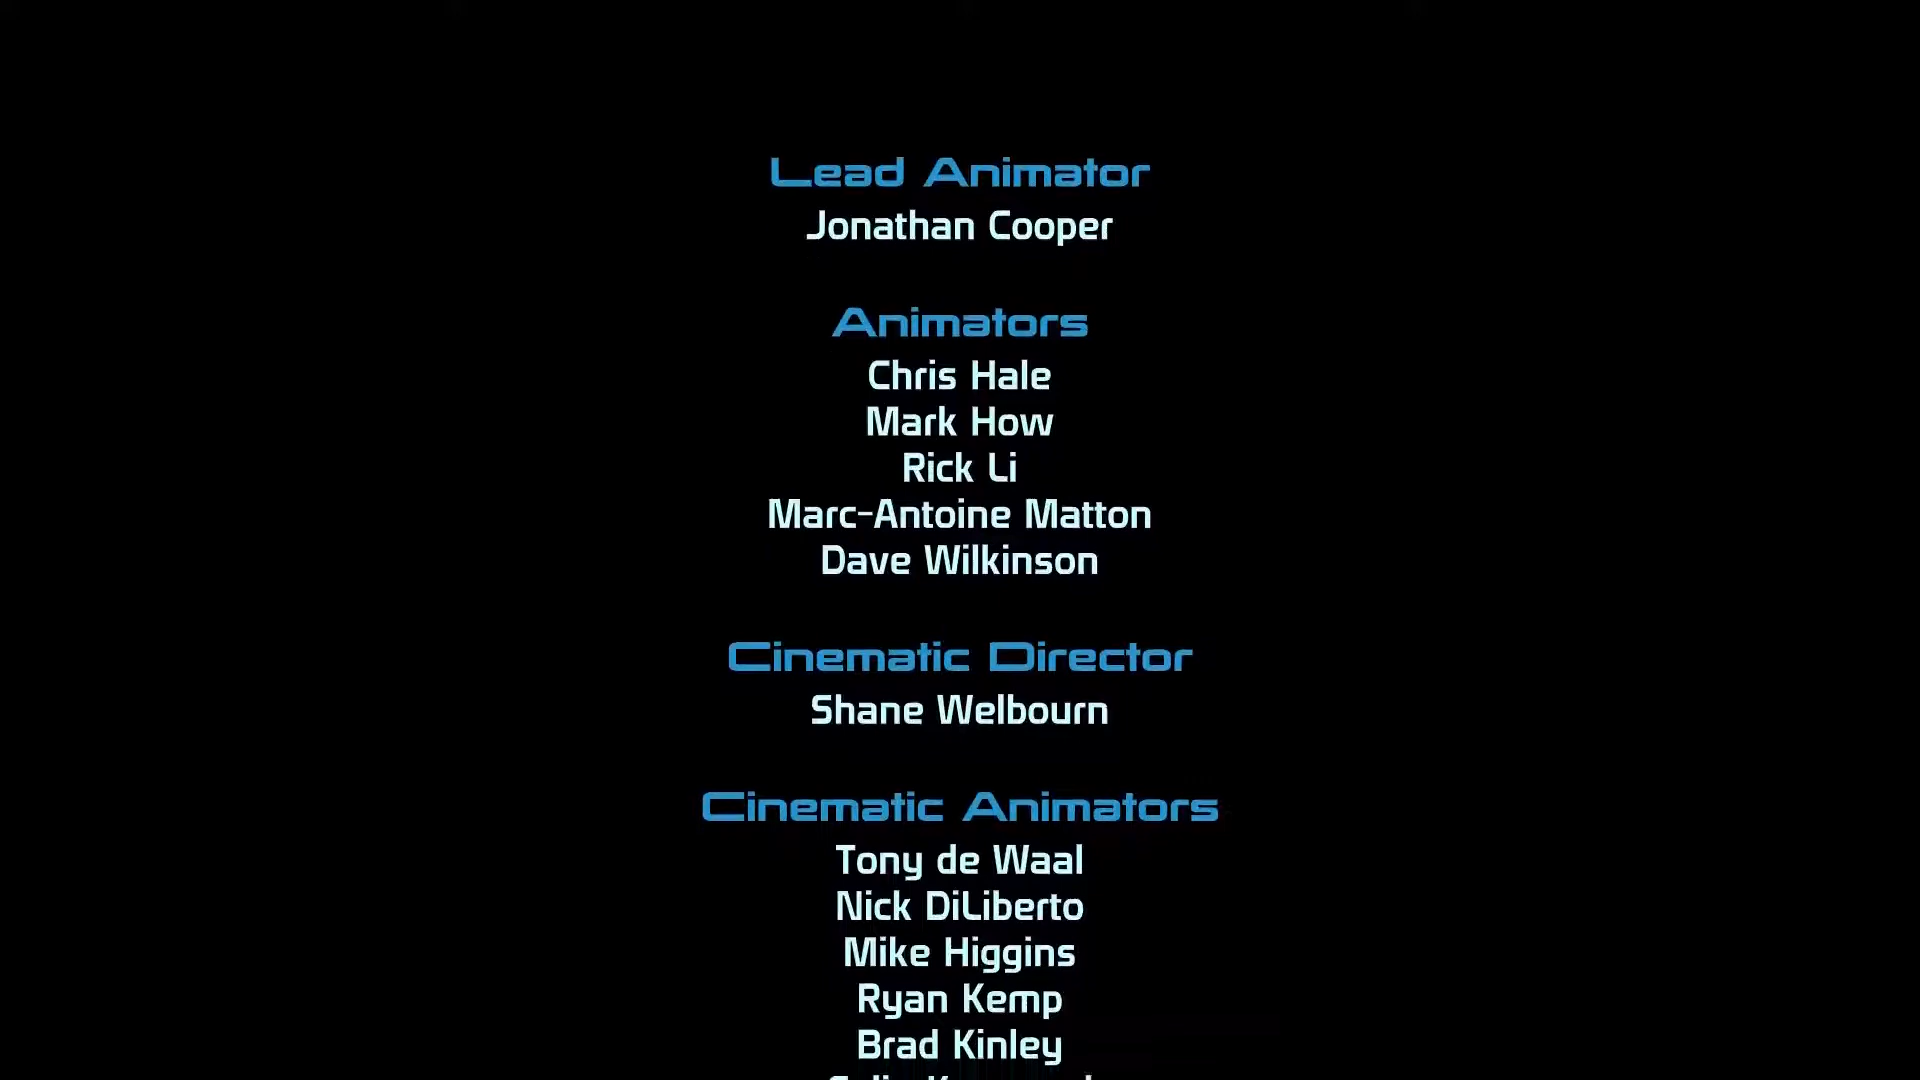 Lead Animator
Jonathan Cooper
Animators
Chris Hale
Mark How
Rick Li
Marc-Antoine Matton
Dave Wilkinson
Cinematic Director
Shane Welbourn
Cinematic Animators
Tony de Waal
Nick DiLiberto
Mike Higgins
Ryan Kemp
Brad Kinley